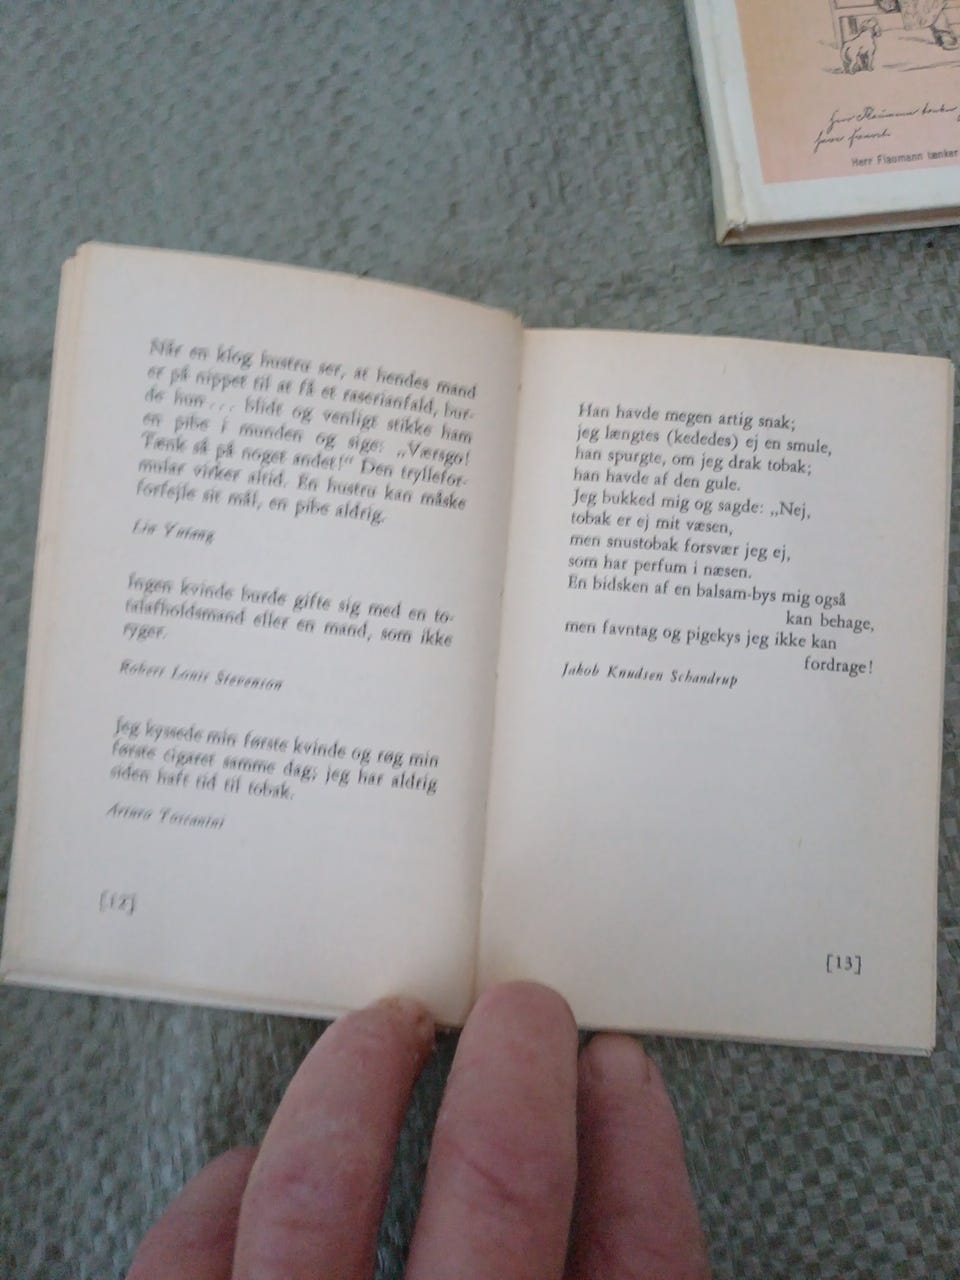 Herr Flaumann tænker
Når en klog hustru ser, at hendes mand
er på nippet til at få et raserianfald, bur-
de hun... blidt og venligt stikke ham
en pibe i munden og sige: „Værsgo!
Tænk så på noget andet!“ Den tryllefor-
mular virker altid. En hustru kan måske
forfejle sit mål, en pibe aldrig.
Lin Yutang
Ingen kvinde burde gifte sig med en to-
talafholdsmand eller en mand, som ikke
ryger.
Robert Louis Stevenson
Jeg kyssede min første kvinde og røg min
første cigaret samme dag; jeg har aldrig
siden haft tid til tobak.
Arturo Toscanini
[12]
Han havde megen artig snak;
jeg længtes (kededes) ej en smule,
han spurgte, om jeg drak tobak;
han havde af den gule.
Jeg bukked mig og sagde: „Nej,
tobak er ej mit væsen,
men snustobak forsvær jeg ej,
som har perfum i næsen.
En bidsken af en balsam-bys mig også
kan behage,
men favntag og pigekys jeg ikke kan
fordrage!
Jakob Knudsen Schandrup
[13]